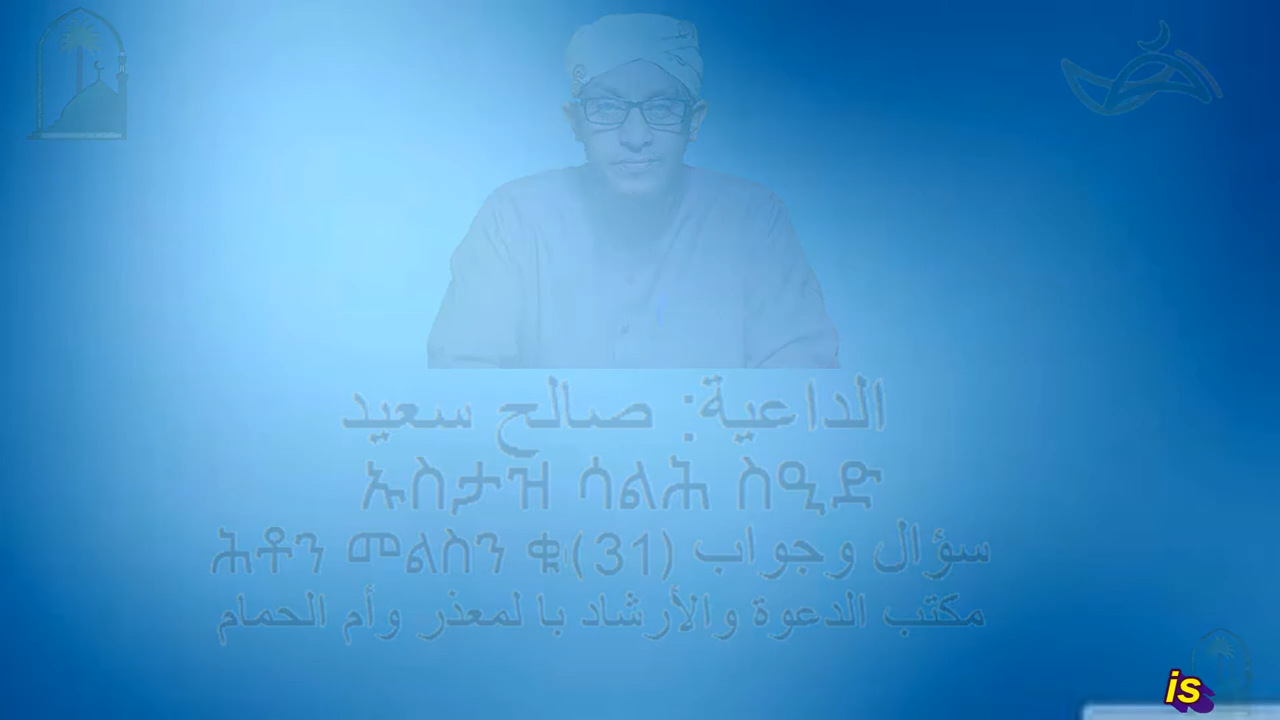 الداعية: صالح سعيد
ኡስታዝ ሳልሕ ስዒድ
سؤال وجواب (31) ሕቶን መልስን ቁ
مكتب الدعوة والأرشاد با لمعذر وأم الحمام
is